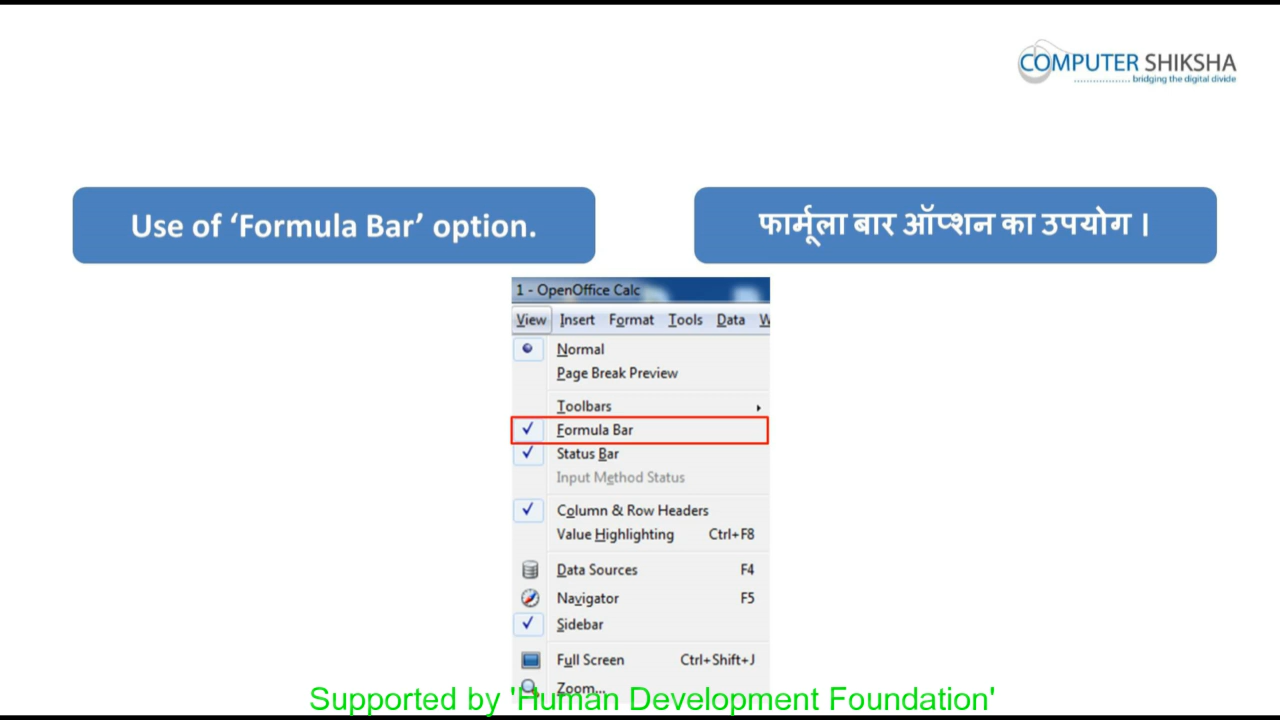 COMPUTER SHIKSHA
bridging the digital divide
Use of ‘Formula Bar’ option.
फार्मूला बार ऑप्शन का उपयोग ।
1 - OpenOffice Calc
View Insert Format Tools Data W
Normal
Page Break Preview
Toolbars
Formula Bar
Status Bar
Input Method Status
Column & Row Headers
Value Highlighting Ctrl+F8
Data Sources F4
Navigator F5
Sidebar
Full Screen Ctrl+Shift+J
Zoom...
Supported by 'Human Development Foundation'